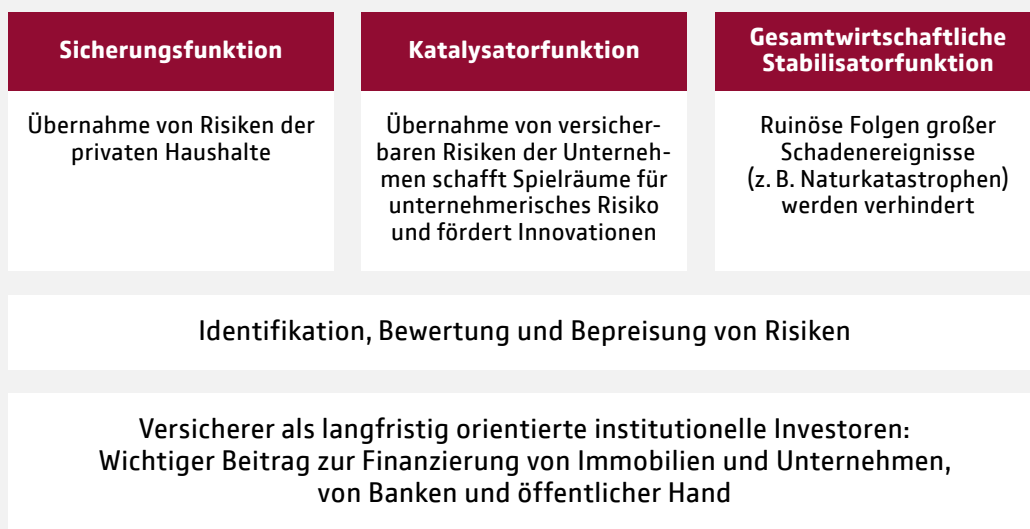 Sicherungsfunktion
Übernahme von Risiken der
privaten Haushalte
Katalysatorfunktion
Übernahme von versicher-
baren Risiken der Unterneh-
men schafft Spielräume für
unternehmerisches Risiko
und fördert Innovationen
Gesamtwirtschaftliche
Stabilisatorfunktion
Ruinöse Folgen großer
Schadenereignisse
(z. B. Naturkatastrophen)
werden verhindert
Identifikation, Bewertung und Bepreisung von Risiken
Versicherer als langfristig orientierte institutionelle Investoren:
Wichtiger Beitrag zur Finanzierung von Immobilien und Unternehmen,
von Banken und öffentlicher Hand